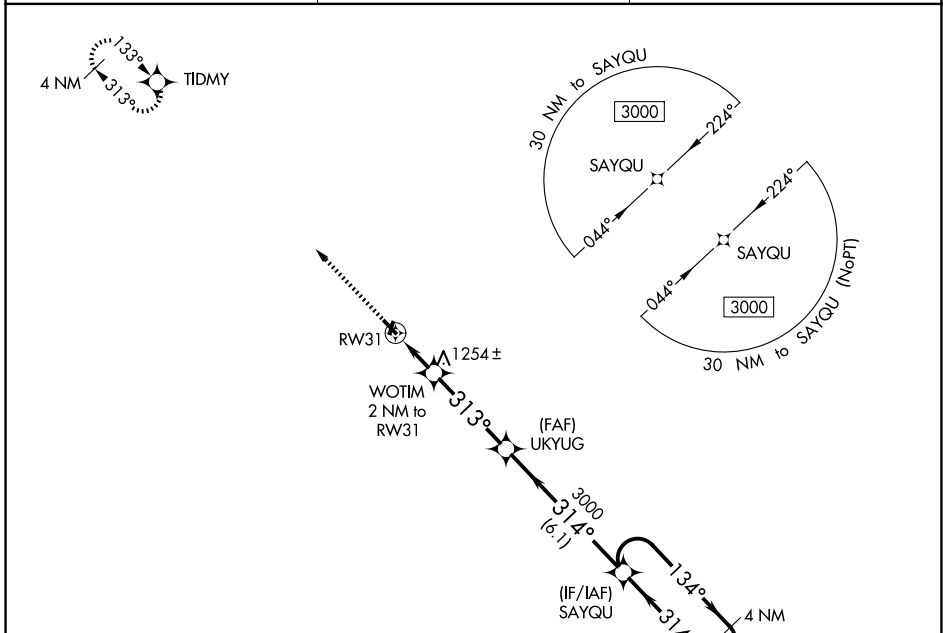 133°
4 NM
313°
TIDMY
30 NM to SAYQU
3000
224°
SAYQU
044°
224°
SAYQU
044°
3000
30 NM to SAYQU (NoPT)
RW31
1254 ±
WOTIM
2 NM to
RW31
313°
(FAF)
UKYUG
3000
314°
(6.1)
(IF/IAF)
SAYQU
134°
4 NM